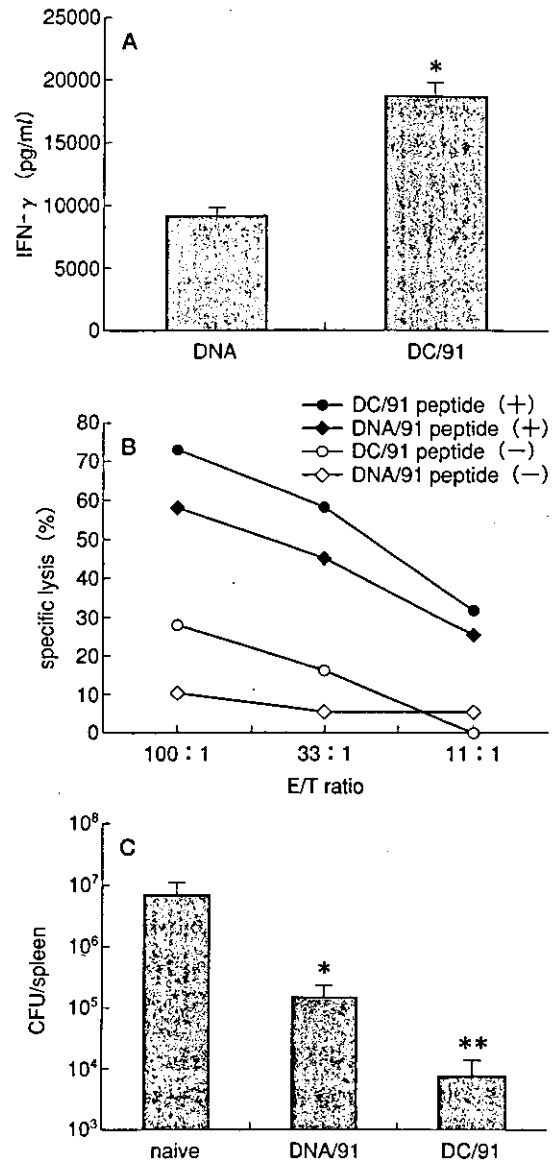 A
25000
*
20000
15000
10000
5000
0
IFN-γ (pg/ml)
DNA
DC/91
DC/91 peptide (+)
DNA/91 peptide (+)
DC/91 peptide (−)
DNA/91 peptide (−)
B
80
70
60
50
40
30
20
10
0
specific lysis (%)
100:1
33:1
11:1
E/T ratio
C
10⁸
10⁷
10⁶
10⁵
10⁴
10³
CFU/spleen
*
**
naive
DNA/91
DC/91